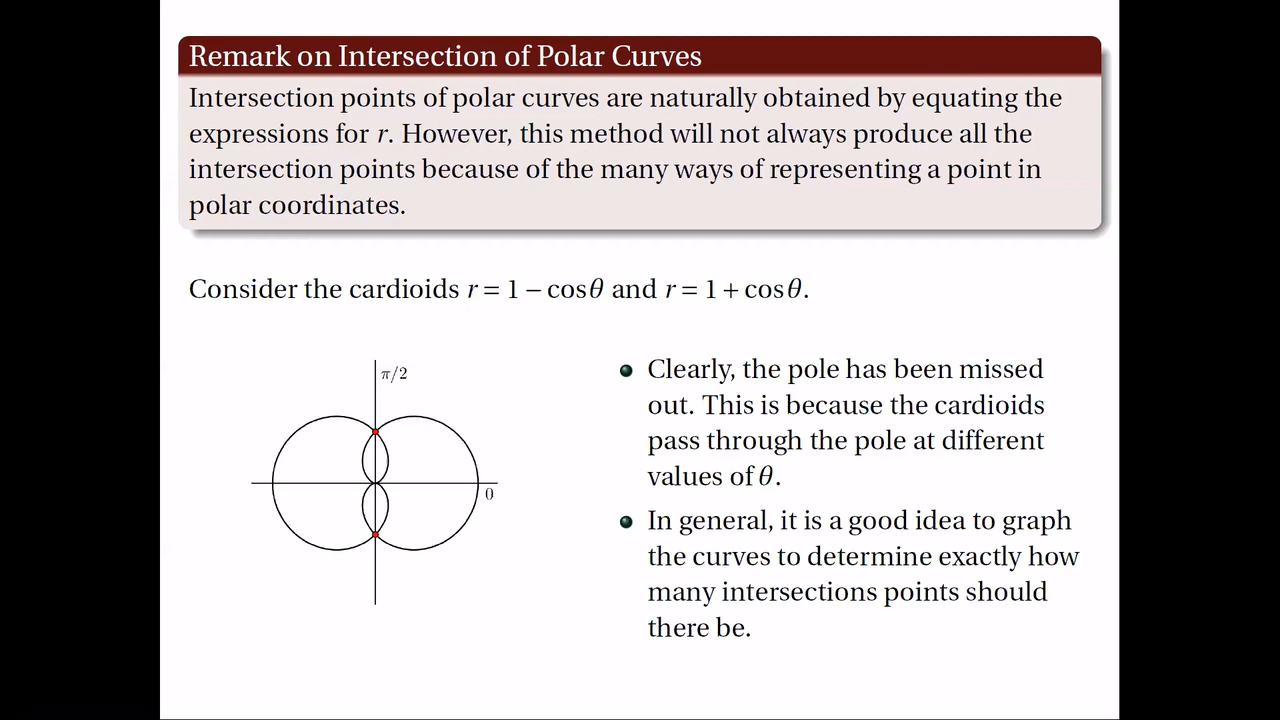 Remark on Intersection of Polar Curves
Intersection points of polar curves are naturally obtained by equating the
expressions for r. However, this method will not always produce all the
intersection points because of the many ways of representing a point in
polar coordinates.
Consider the cardioids r = 1 − cosθ and r = 1 + cosθ.
π/2
0
Clearly, the pole has been missed
out. This is because the cardioids
pass through the pole at different
values of θ.
In general, it is a good idea to graph
the curves to determine exactly how
many intersections points should
there be.